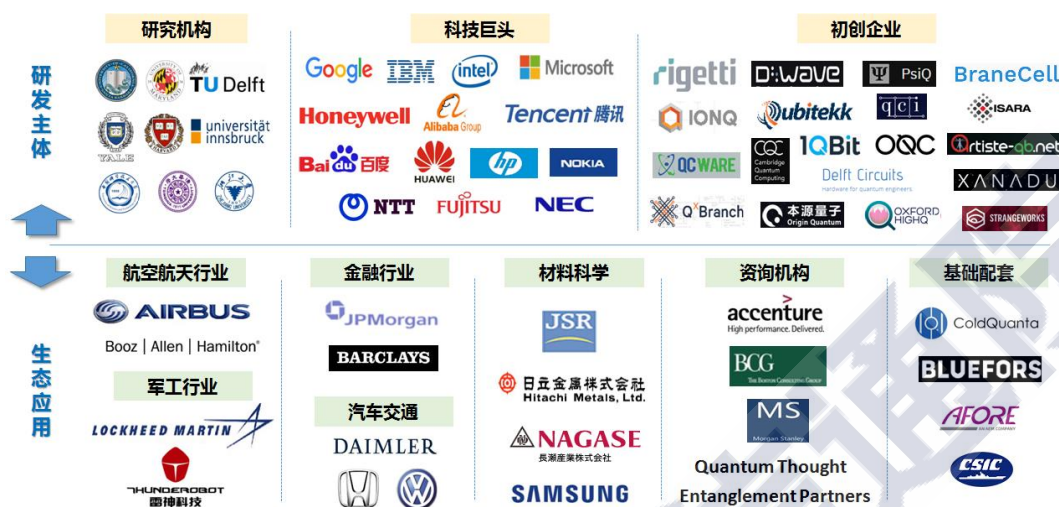 研究机构
科技巨头
初创企业
研发主体
TU Delft
YALE
HARVARD
universität
innsbruck
Google
IBM
intel
Microsoft
Honeywell
Alibaba Group
Tencent 腾讯
Bai du 百度
HUAWEI
hp
NOKIA
NTT
FUJITSU
NEC
rigetti
D:wave
PsiQ
BraneCell
IONQ
Qubitekk
qci
ISARA
QC WARE
CQC
Cambridge
Quantum
Computing
1QBit
OQC
artiste-qb.net
Delft Circuits
hardware for quantum engineers
XANADU
QxBranch
本源量子
Origin Quantum
OXFORD
HIGHQ
STRANGEWORKS
生态应用
航空航天行业
AIRBUS
Booz | Allen | Hamilton®
军工行业
LOCKHEED MARTIN
THUNDEROBOT
雷神科技
金融行业
JPMorgan
BARCLAYS
汽车交通
DAIMLER
材料科学
JSR
日立金属株式会社
Hitachi Metals, Ltd.
NAGASE
長瀬産業株式会社
SAMSUNG
资询机构
accenture
High performance. Delivered.
BCG
THE BOSTON CONSULTING GROUP
MS
Morgan Stanley
Quantum Thought
Entanglement Partners
基础配套
ColdQuanta
BLUEFORS
AFORE
CSIC